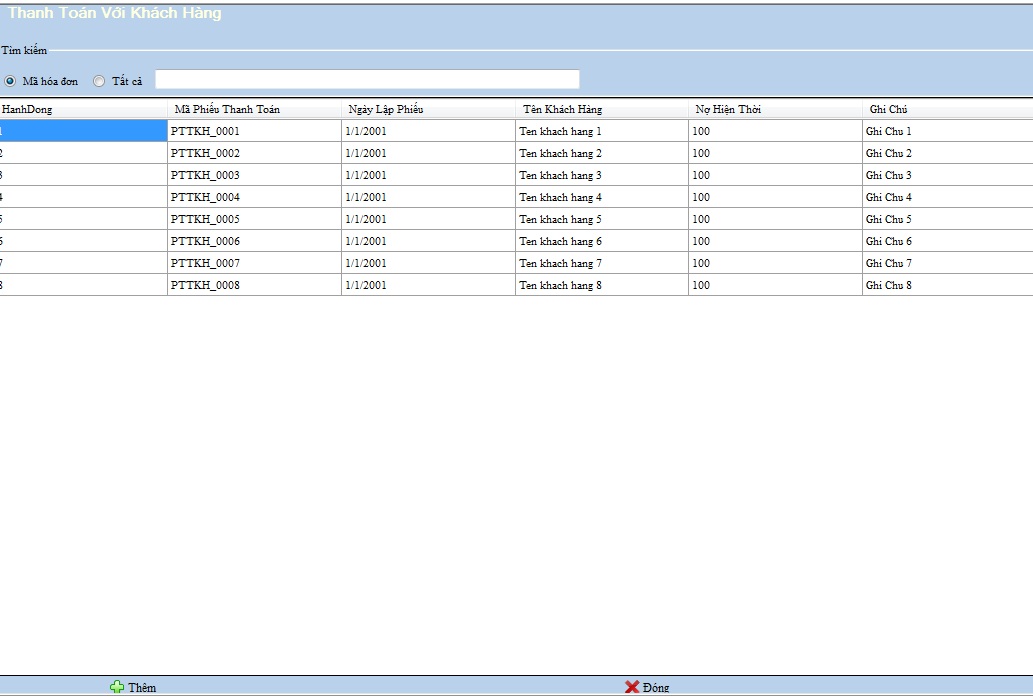 Thanh Toán Với Khách Hàng
Tìm kiếm
Mã hóa đơn Tất cả
HanhDong Mã Phiếu Thanh Toán Ngày Lập Phiếu Tên Khách Hàng Nợ Hiện Thời Ghi Chú
1 PTTKH_0001 1/1/2001 Ten khach hang 1 100 Ghi Chu 1
2 PTTKH_0002 1/1/2001 Ten khach hang 2 100 Ghi Chu 2
3 PTTKH_0003 1/1/2001 Ten khach hang 3 100 Ghi Chu 3
4 PTTKH_0004 1/1/2001 Ten khach hang 4 100 Ghi Chu 4
5 PTTKH_0005 1/1/2001 Ten khach hang 5 100 Ghi Chu 5
6 PTTKH_0006 1/1/2001 Ten khach hang 6 100 Ghi Chu 6
7 PTTKH_0007 1/1/2001 Ten khach hang 7 100 Ghi Chu 7
8 PTTKH_0008 1/1/2001 Ten khach hang 8 100 Ghi Chu 8
Thêm Đóng